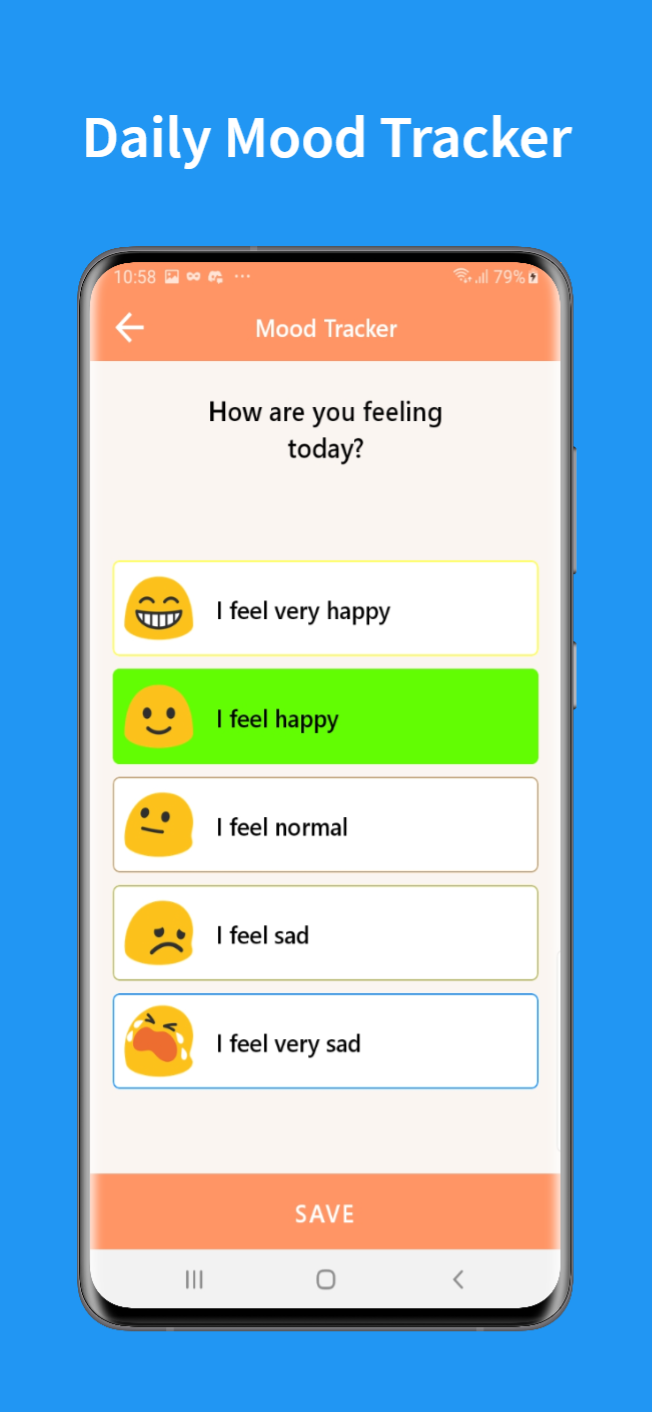 Daily Mood Tracker
10:58
79%
Mood Tracker
How are you feeling
today?
I feel very happy
I feel happy
I feel normal
I feel sad
I feel very sad
SAVE